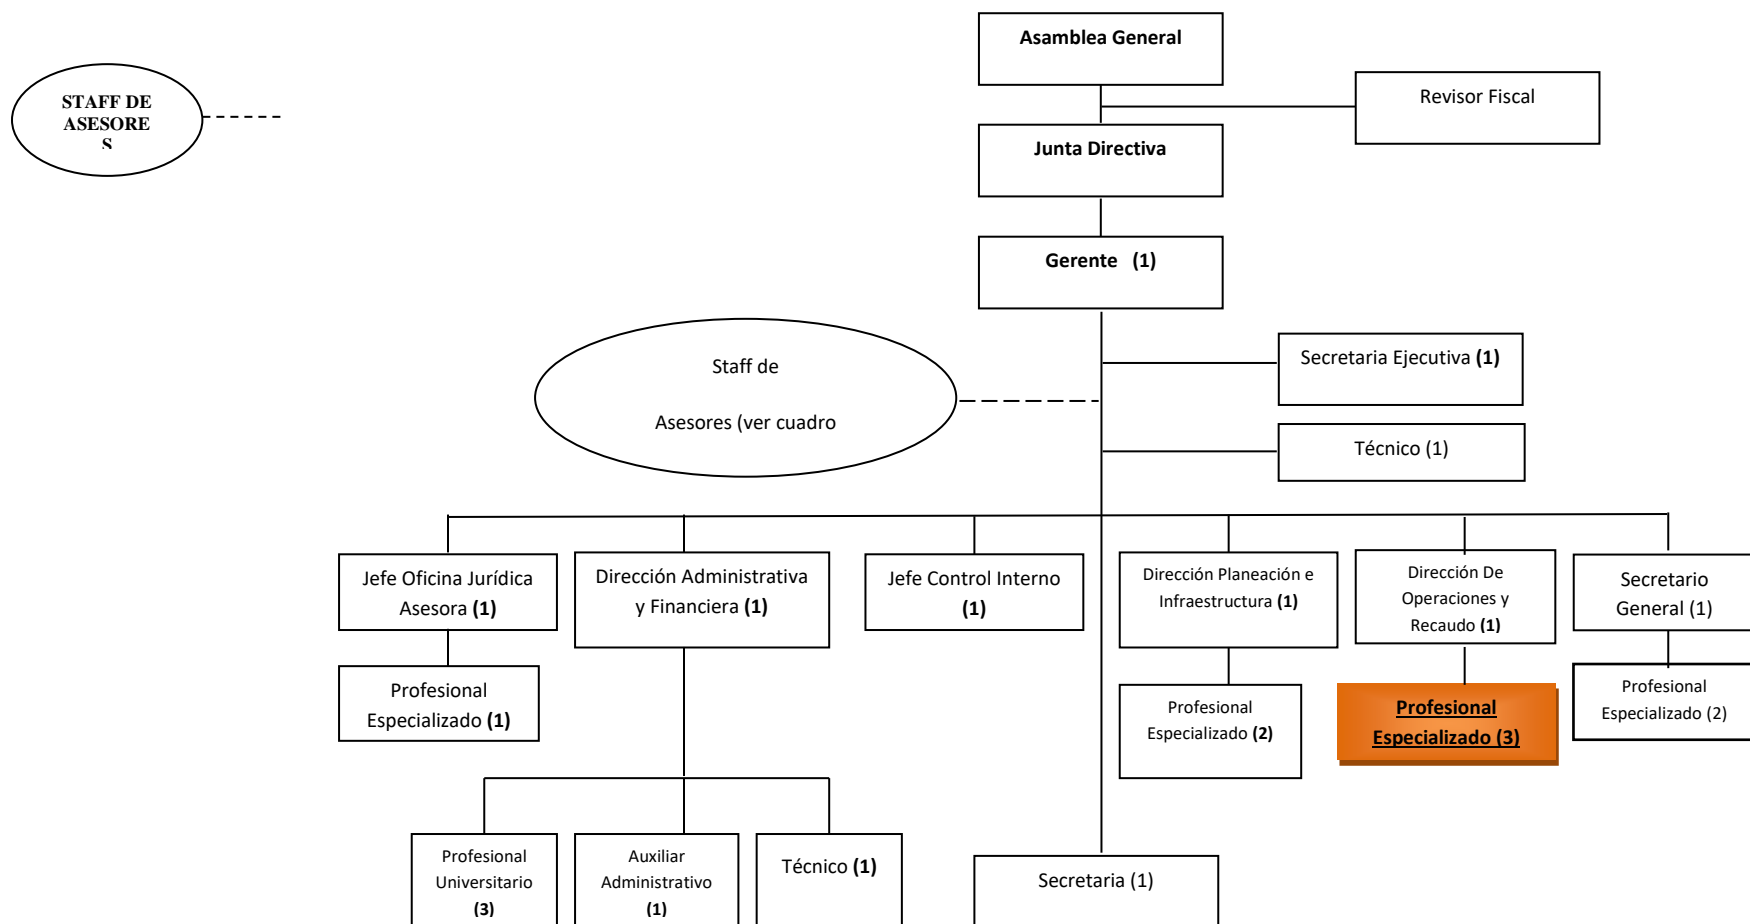 Asamblea General
STAFF DE
ASESORE
S
Revisor Fiscal
Junta Directiva
Gerente (1)
Secretaria Ejecutiva (1)
Staff de
Asesores (ver cuadro
Técnico (1)
Jefe Oficina Jurídica
Asesora (1)
Dirección Administrativa
y Financiera (1)
Jefe Control Interno
(1)
Dirección Planeación e
Infraestructura (1)
Dirección De
Operaciones y
Recaudo (1)
Secretario
General (1)
Profesional
Especializado (1)
Profesional
Especializado (2)
Profesional
Especializado (3)
Profesional
Especializado (2)
Profesional
Universitario
(3)
Auxiliar
Administrativo
(1)
Técnico (1)
Secretaria (1)